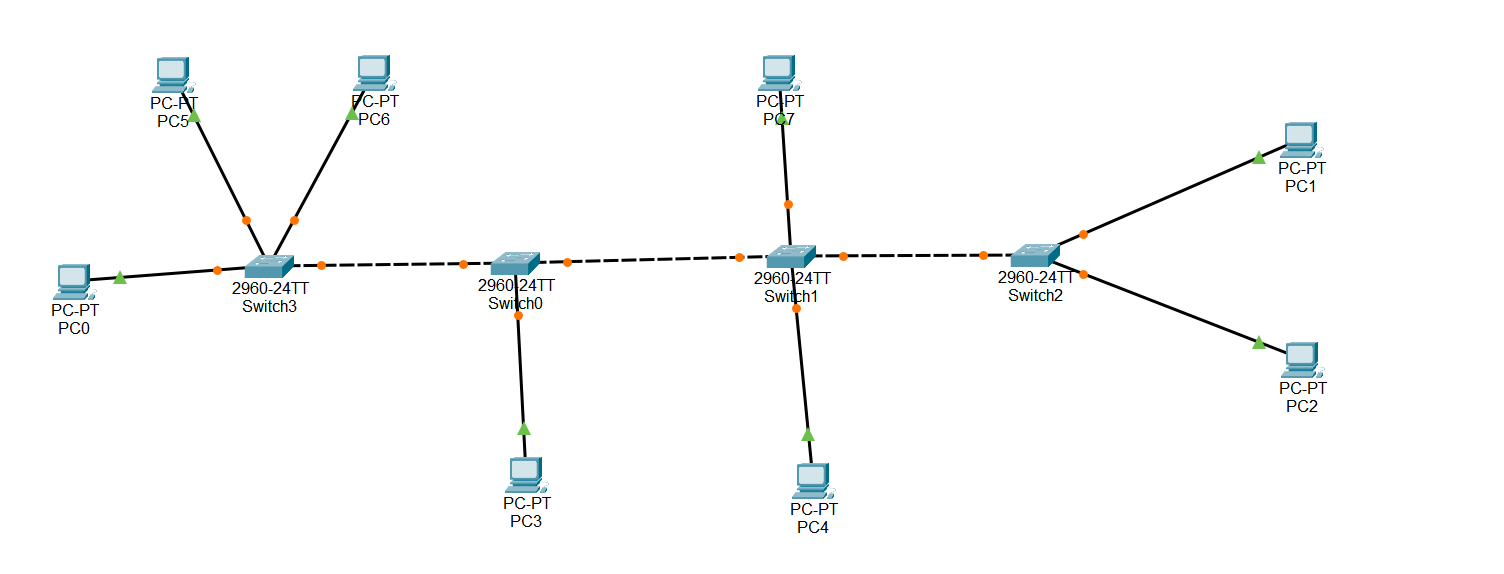 PC-PT
PC5
PC-PT
PC6
PC-PT
PC7
PC-PT
PC1
PC-PT
PC0
2960-24TT
Switch3
2960-24TT
Switch0
2960-24TT
Switch1
2960-24TT
Switch2
PC-PT
PC2
PC-PT
PC3
PC-PT
PC4